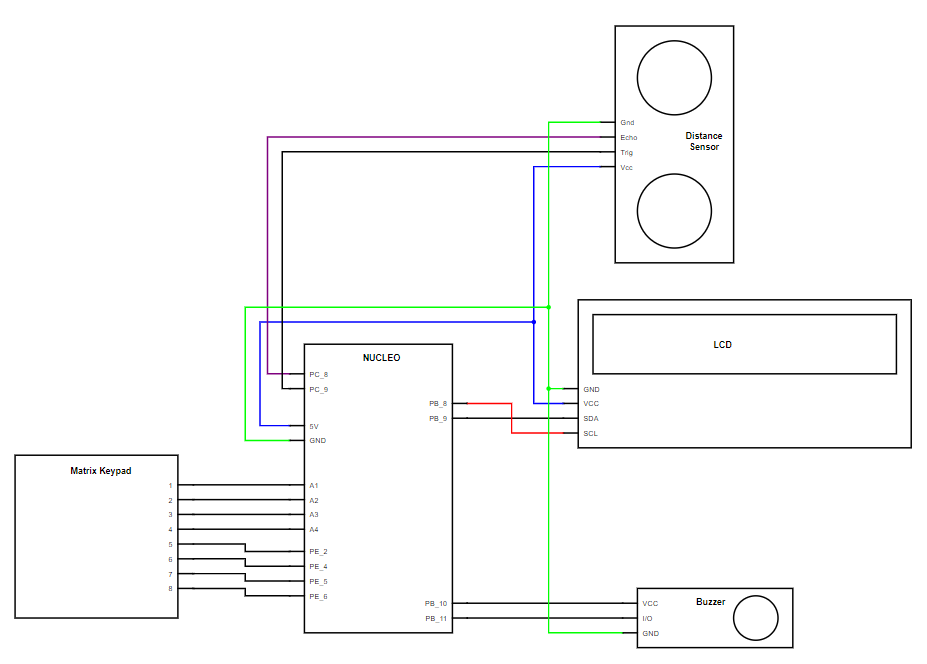 Gnd
Echo
Trig
Vcc
Distance
Sensor
LCD
GND
VCC
SDA
SCL
NUCLEO
PC_8
PC_9
5V
GND
A1
A2
A3
A4
PE_2
PE_4
PE_5
PE_6
PB_8
PB_9
PB_10
PB_11
Matrix Keypad
1
2
3
4
5
6
7
8
Buzzer
VCC
I/O
GND